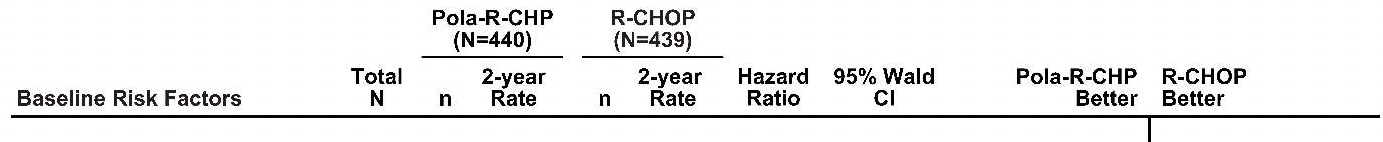 Pola-R-CHP R-CHOP
(N=440) (N=439)
Total 2-year 2-year Hazard 95% Wald Pola-R-CHP R-CHOP
Baseline Risk Factors N n Rate n Rate Ratio CI Better Better